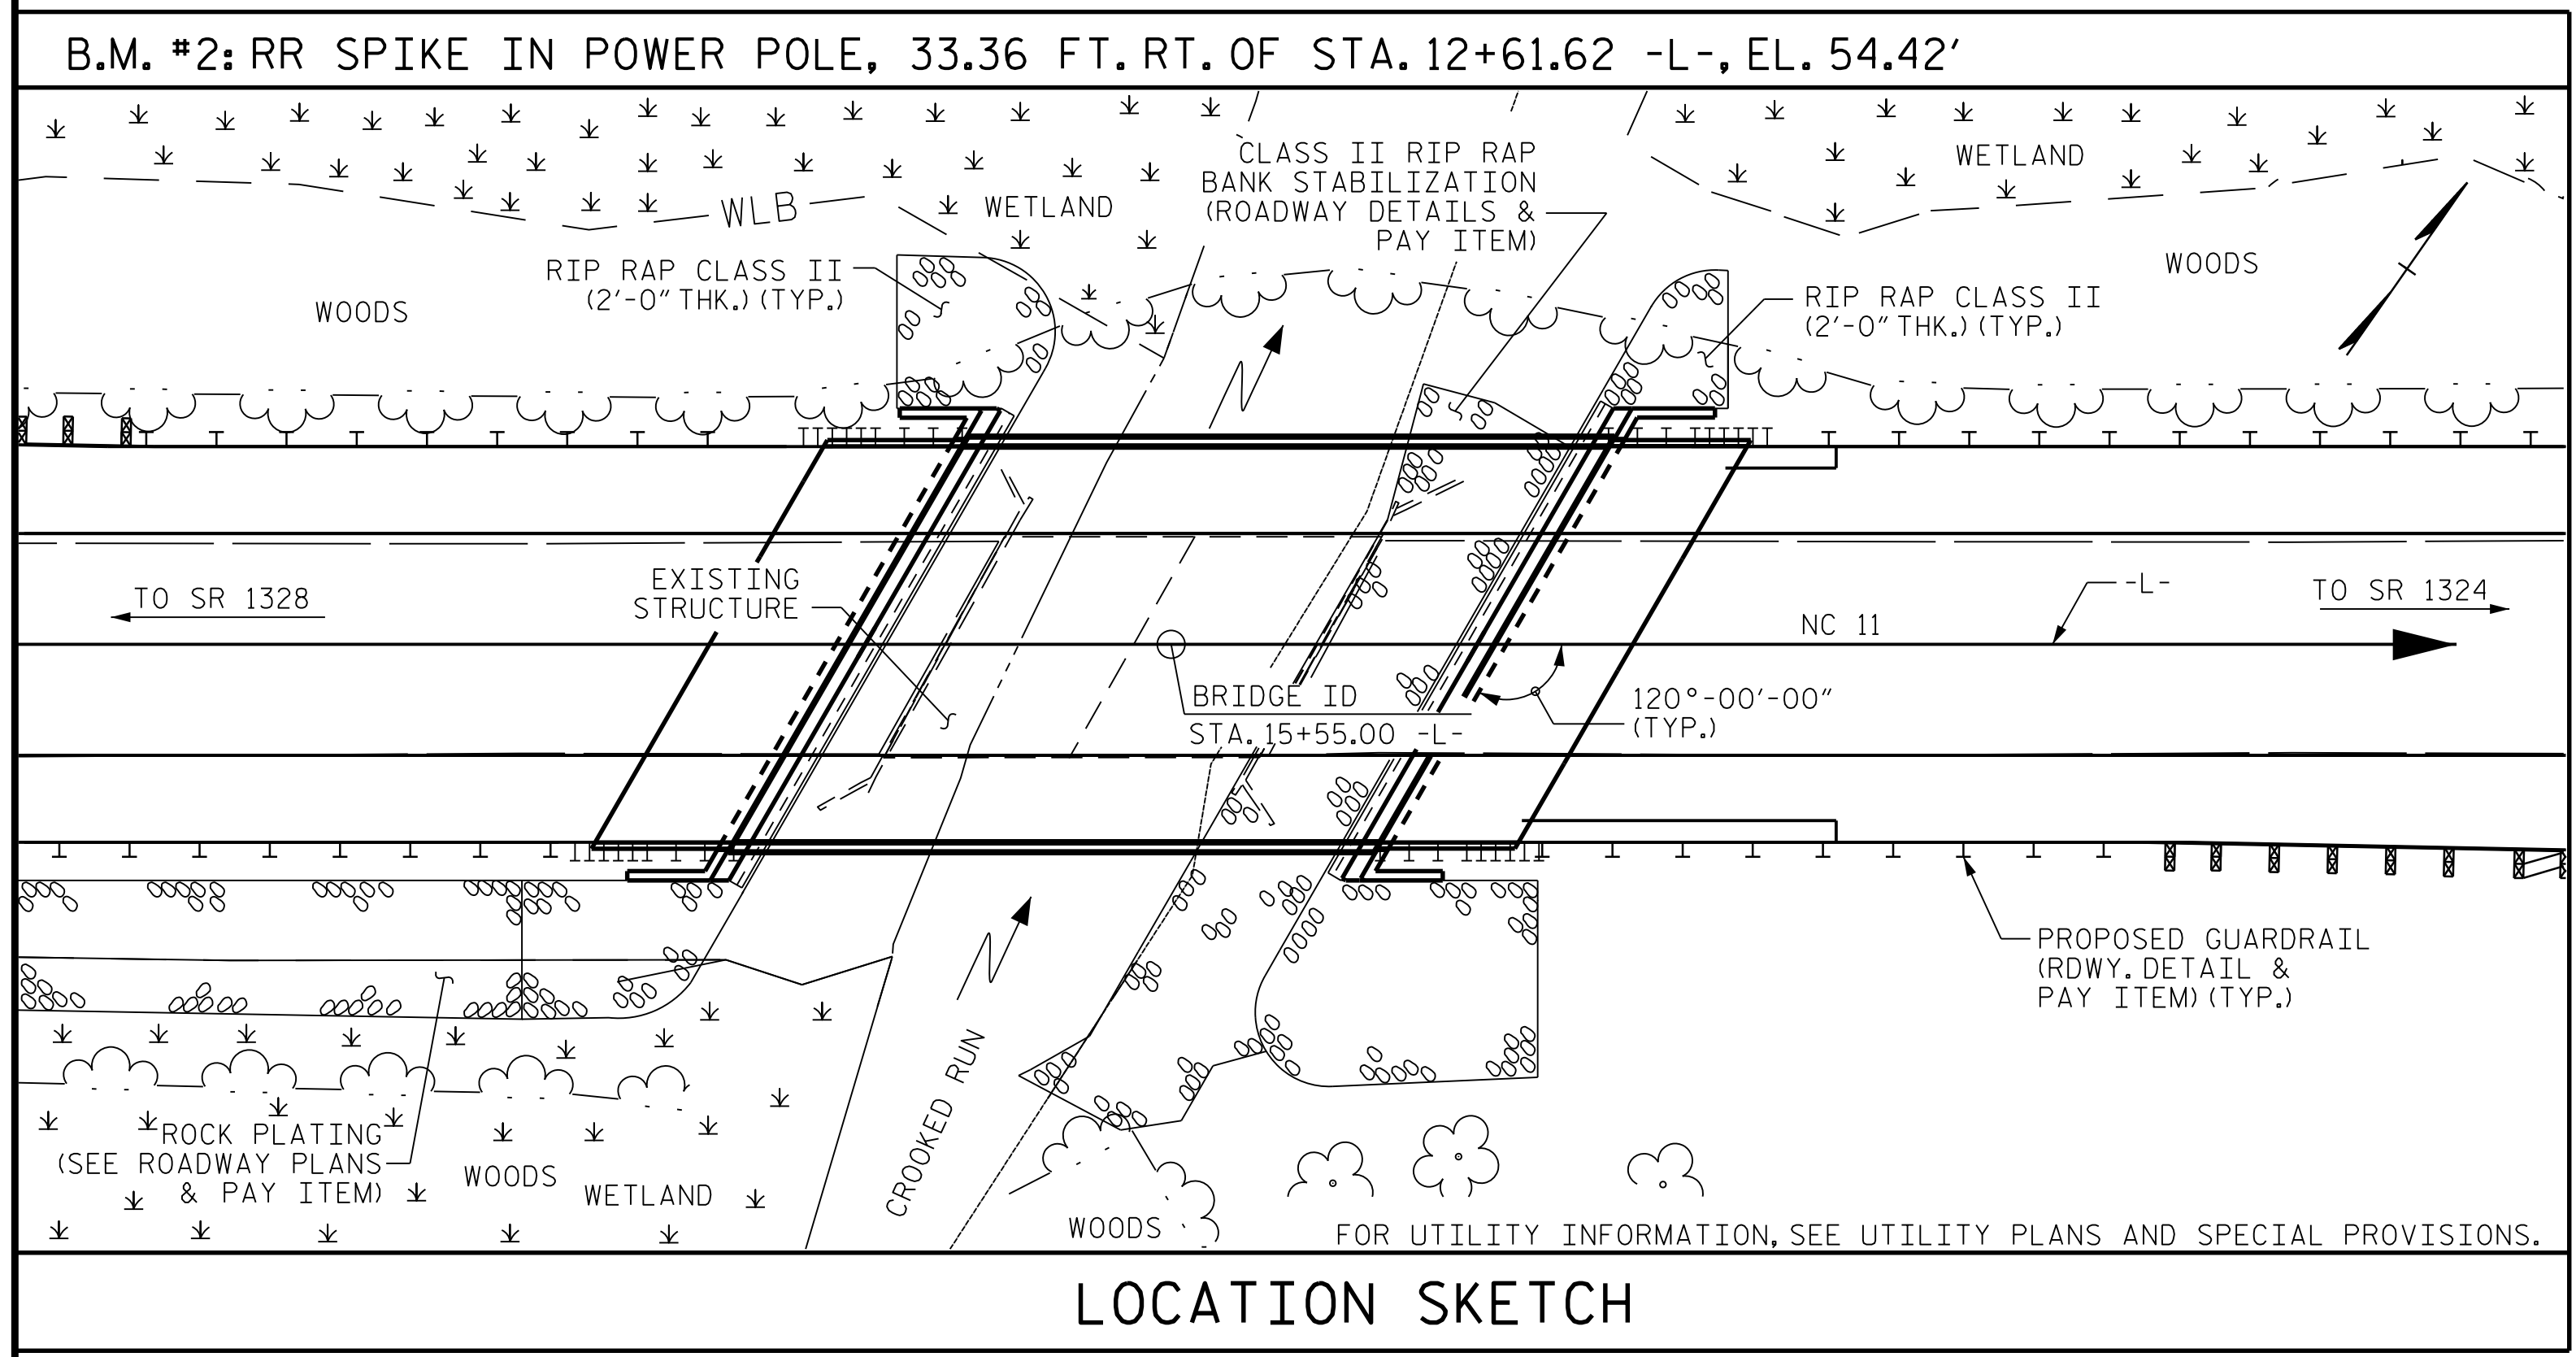 B.M. #2: RR SPIKE IN POWER POLE, 33.36 FT. RT. OF STA. 12+61.62 -L-, EL. 54.42'
CLASS II RIP RAP
BANK STABILIZATION
(ROADWAY DETAILS &
PAY ITEM)
WETLAND
WLB
WETLAND
RIP RAP CLASS II
(2'-0" THK.) (TYP.)
WOODS
WOODS
RIP RAP CLASS II
(2'-0" THK.) (TYP.)
EXISTING
STRUCTURE
TO SR 1328
-L-
TO SR 1324
NC 11
BRIDGE ID
STA. 15+55.00 -L-
120°-00'-00"
(TYP.)
PROPOSED GUARDRAIL
(RDWY. DETAIL &
PAY ITEM) (TYP.)
CROOKED RUN
ROCK PLATING
(SEE ROADWAY PLANS
& PAY ITEM)
WOODS
WETLAND
WOODS
FOR UTILITY INFORMATION, SEE UTILITY PLANS AND SPECIAL PROVISIONS.
LOCATION SKETCH